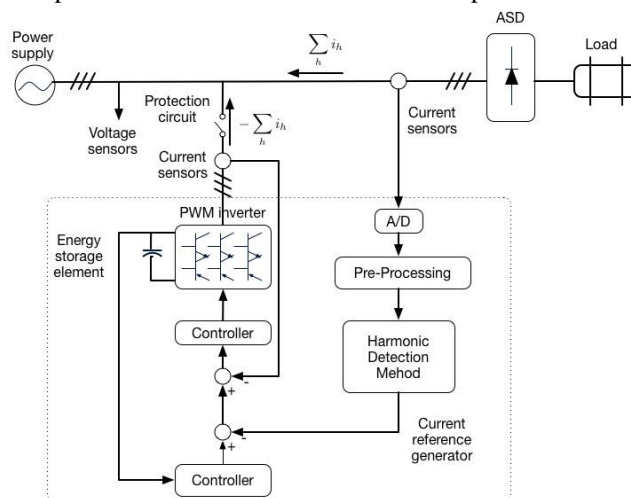 Power
supply
ASD
Load
∑ i_h
h
Protection
circuit
− ∑ i_h
h
Voltage
sensors
Current
sensors
Current
sensors
PWM inverter
A/D
Energy
storage
element
Pre-Processing
Controller
Harmonic
Detection
Mehod
-
+
-
+
Current
reference
generator
Controller